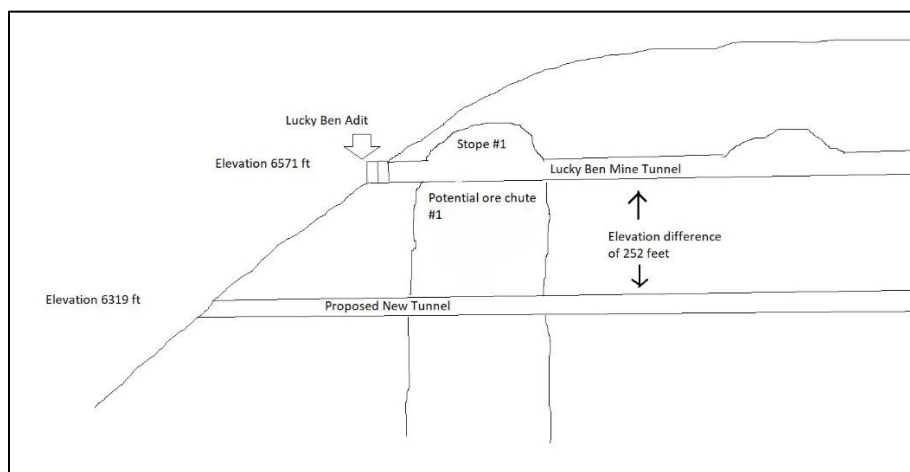 Lucky Ben Adit
Stope #1
Elevation 6571 ft
Lucky Ben Mine Tunnel
Potential ore chute
#1
Elevation difference
of 252 feet
Elevation 6319 ft
Proposed New Tunnel